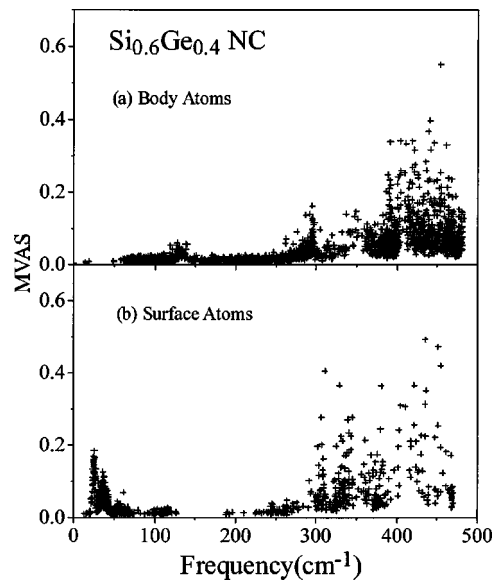 Si0.6Ge0.4 NC
(a) Body Atoms
0.6
0.4
0.2
0.0
MVAS
(b) Surface Atoms
0.6
0.4
0.2
0.0
0 100 200 300 400 500
Frequency(cm-1)